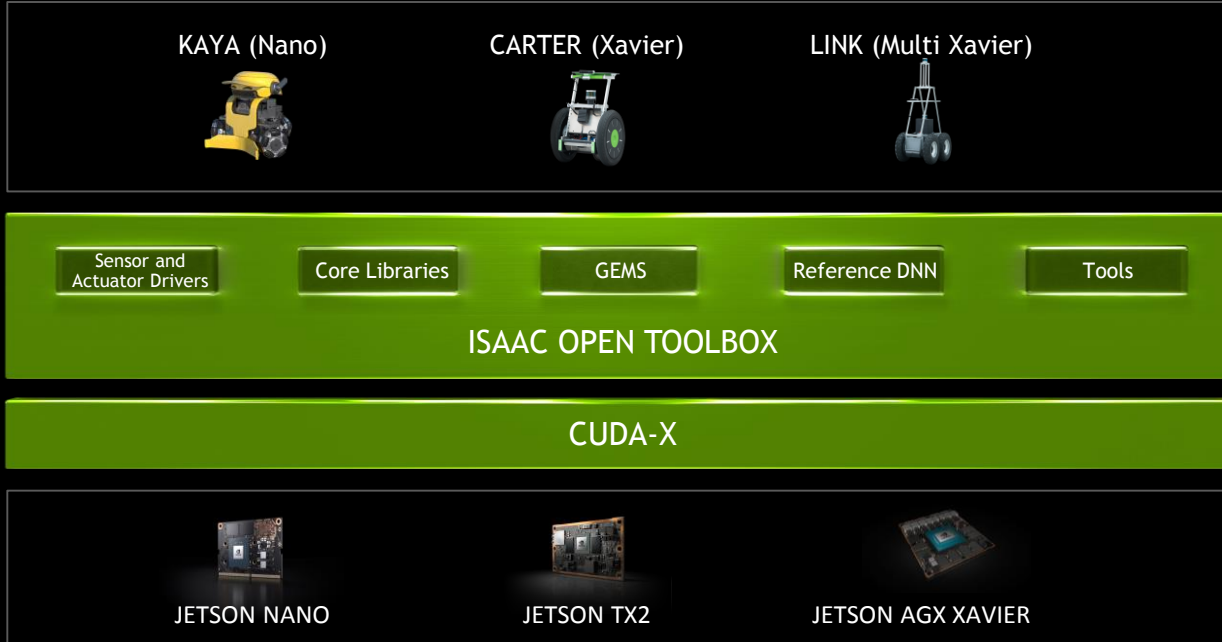 KAYA (Nano)
CARTER (Xavier)
LINK (Multi Xavier)
Sensor and
Actuator Drivers
Core Libraries
GEMS
Reference DNN
Tools
ISAAC OPEN TOOLBOX
CUDA-X
JETSON NANO
JETSON TX2
JETSON AGX XAVIER